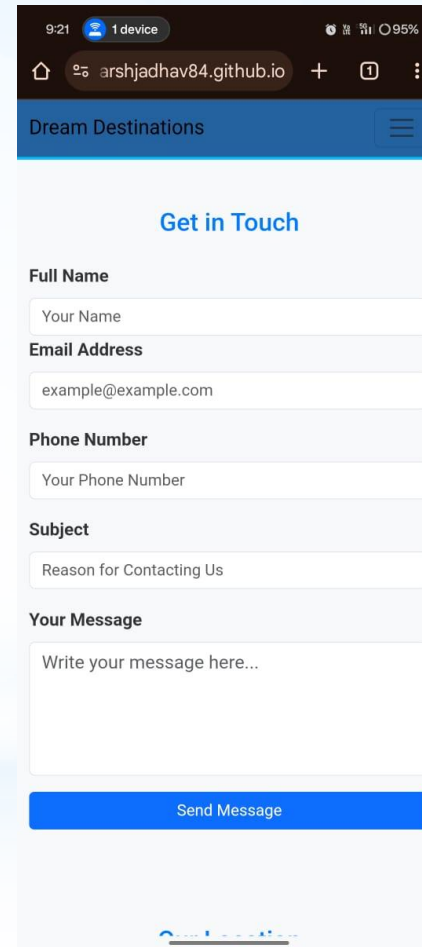 9:21 1 device 95%
arshjadhav84.github.io + 1
Dream Destinations
Get in Touch
Full Name
Your Name
Email Address
example@example.com
Phone Number
Your Phone Number
Subject
Reason for Contacting Us
Your Message
Write your message here...
Send Message
Our Location